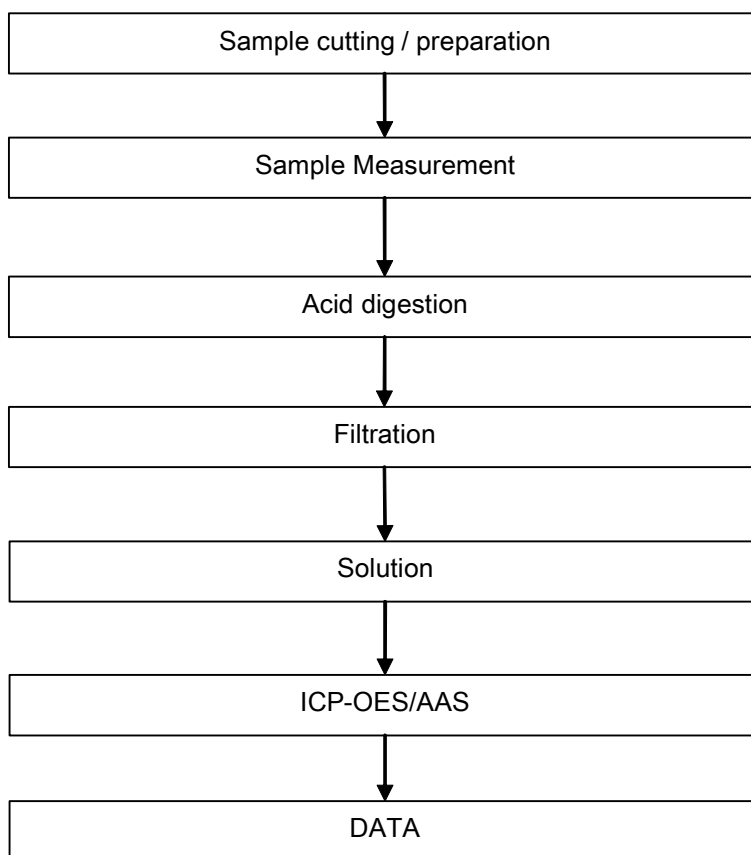 Sample cutting / preparation
Sample Measurement
Acid digestion
Filtration
Solution
ICP-OES/AAS
DATA